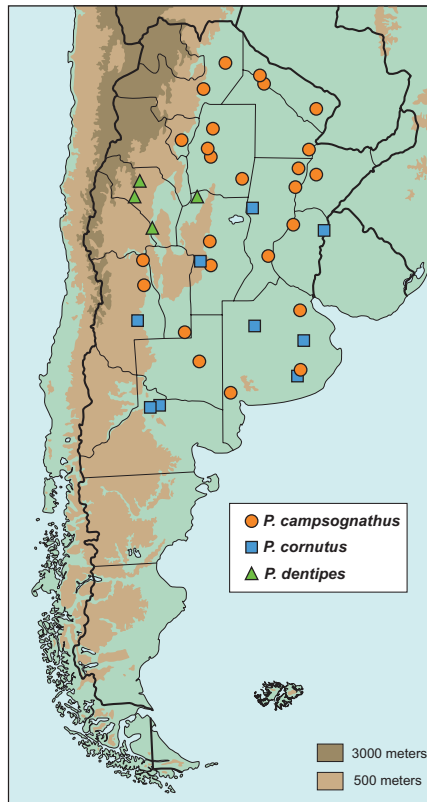 P. campsognathus
P. cornutus
P. dentipes
3000 meters
500 meters